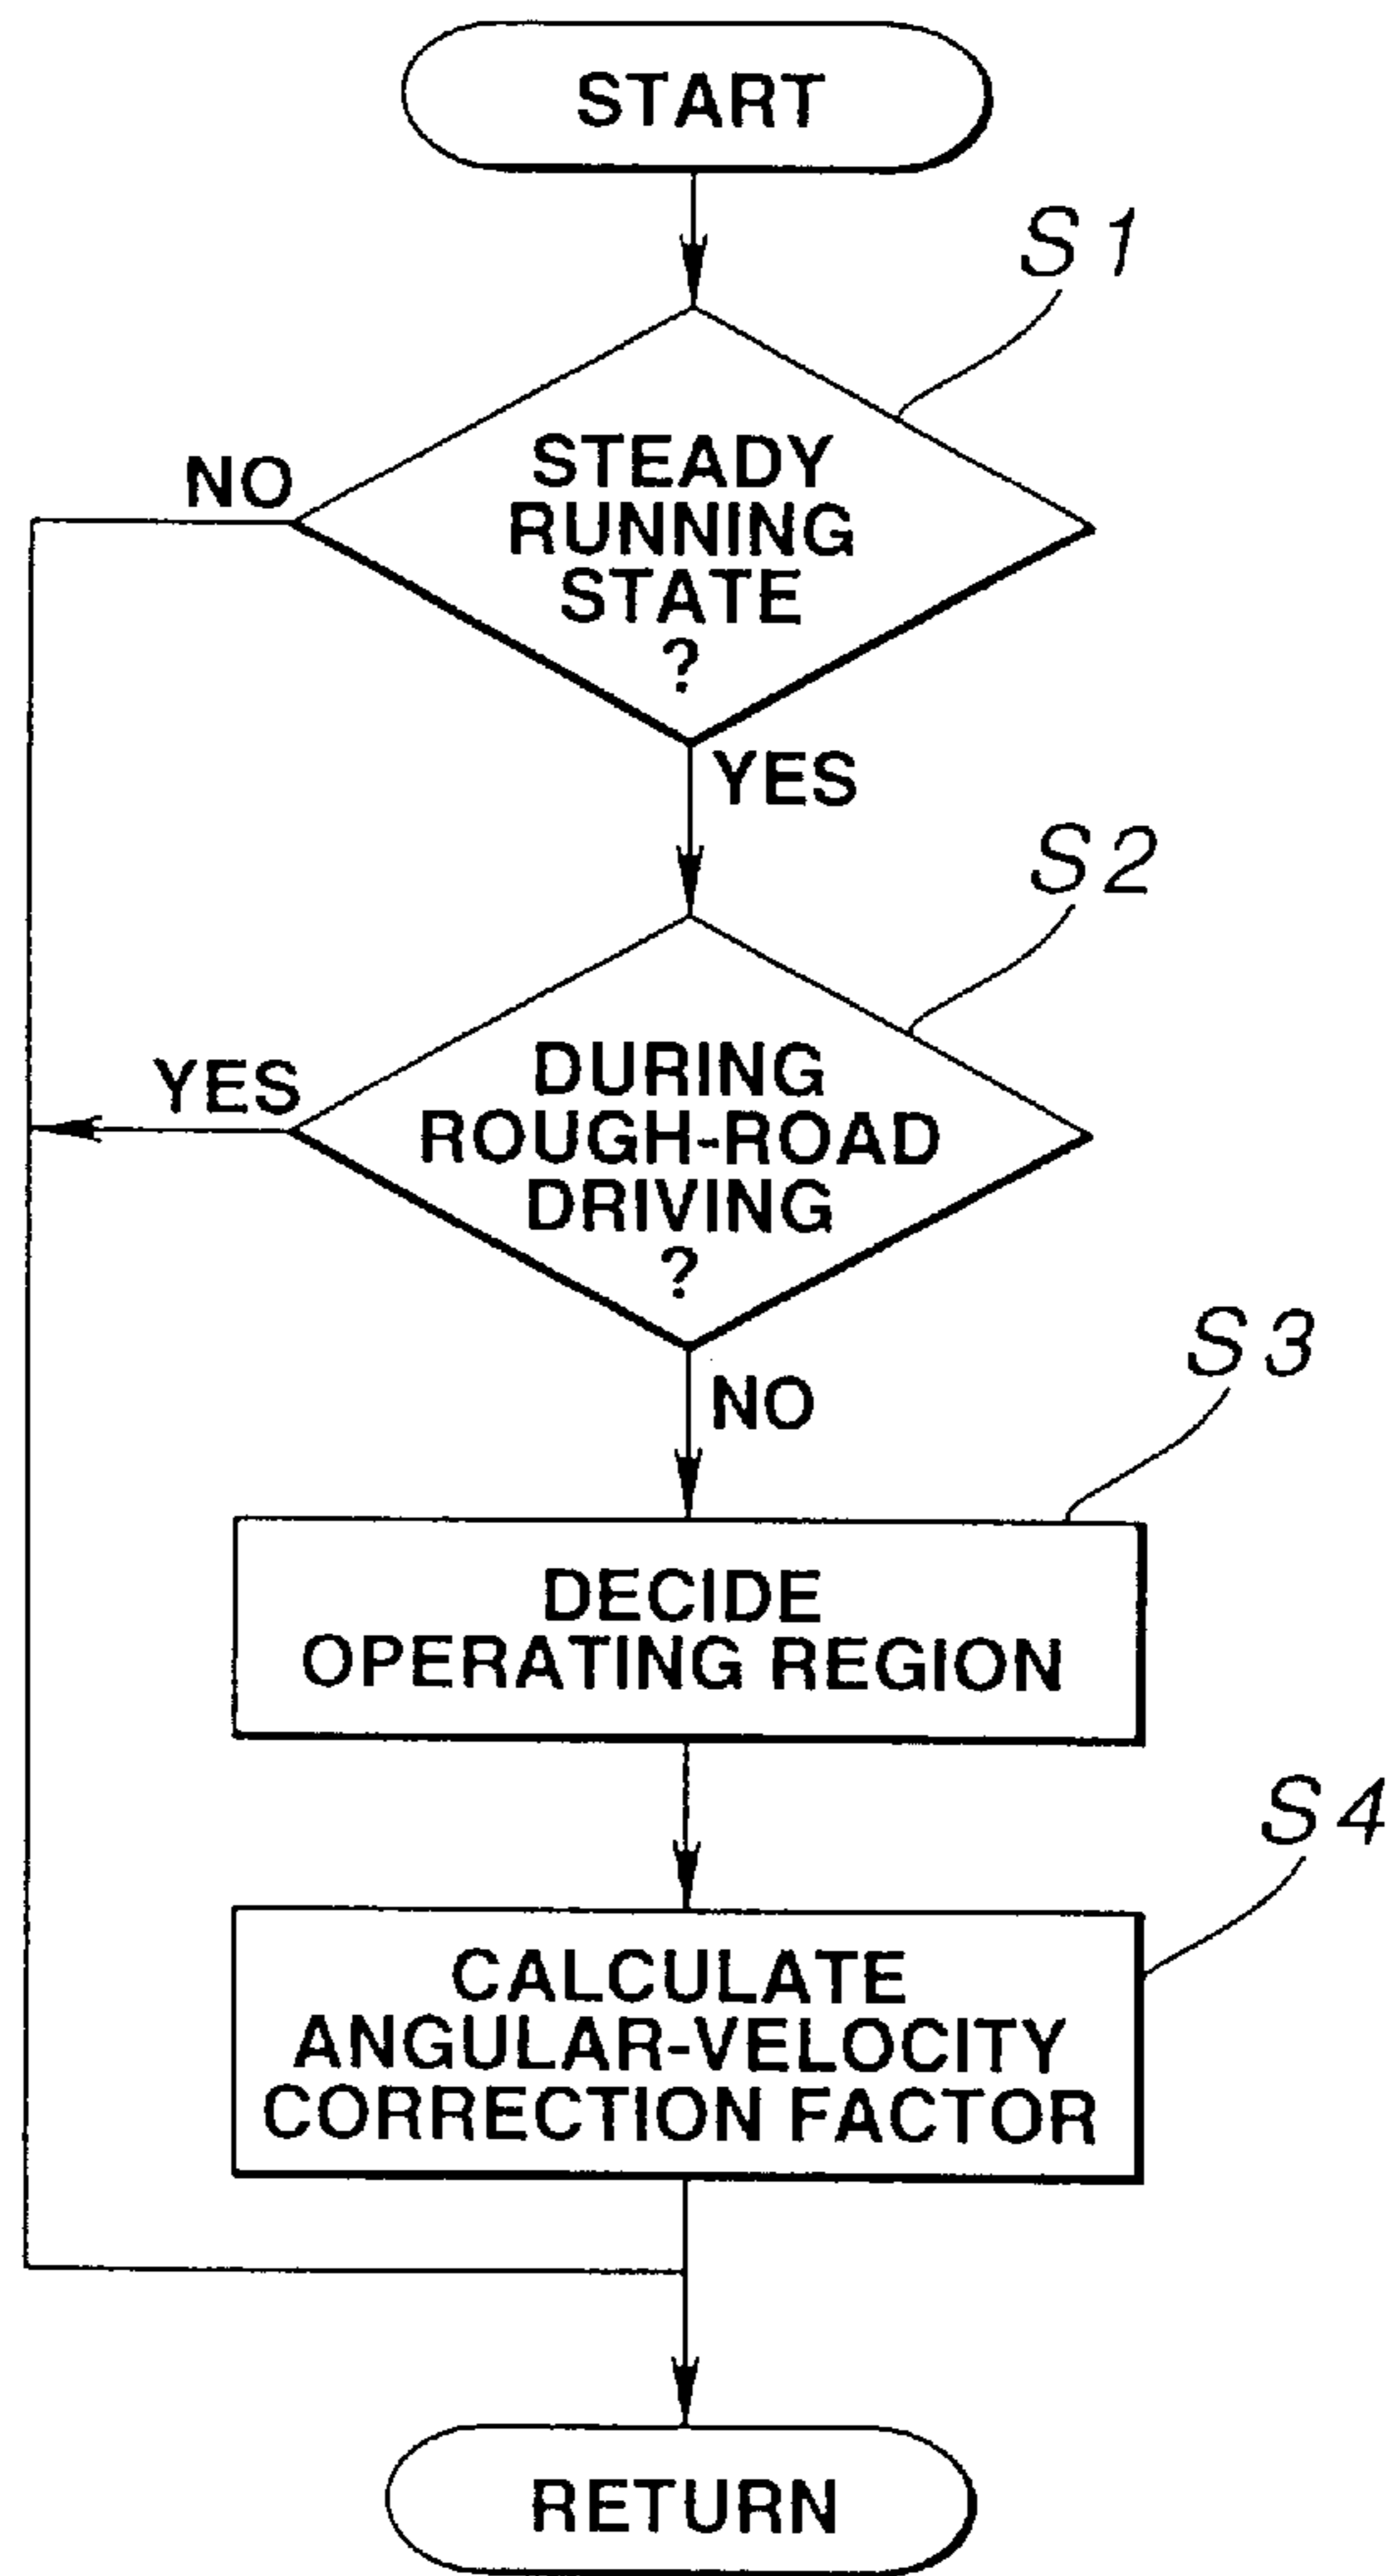 START
S1
STEADY
RUNNING
STATE
?
NO
YES
S2
DURING
ROUGH-ROAD
DRIVING
?
YES
NO
S3
DECIDE
OPERATING REGION
S4
CALCULATE
ANGULAR-VELOCITY
CORRECTION FACTOR
RETURN